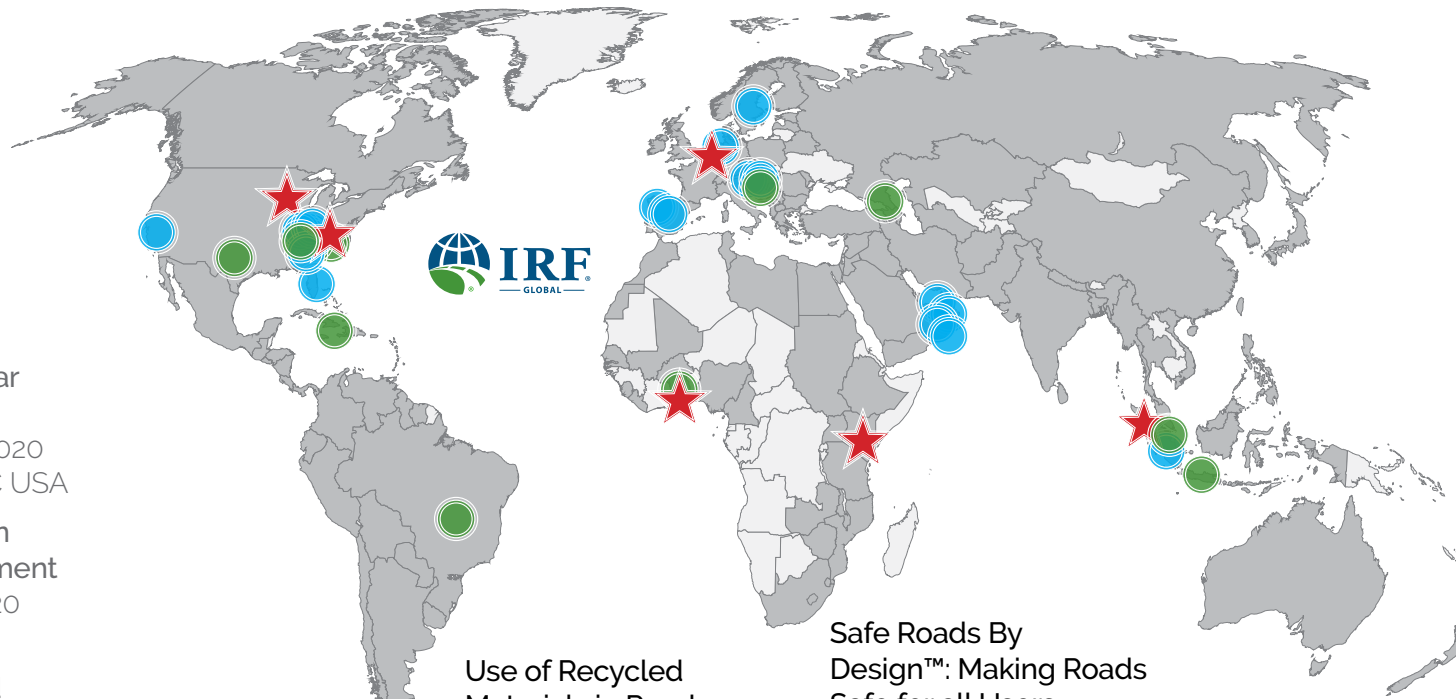 IRF®
GLOBAL
®
ar
020
C USA
n
ment
20
Use of Recycled
Safe Roads By
Design™: Making Roads